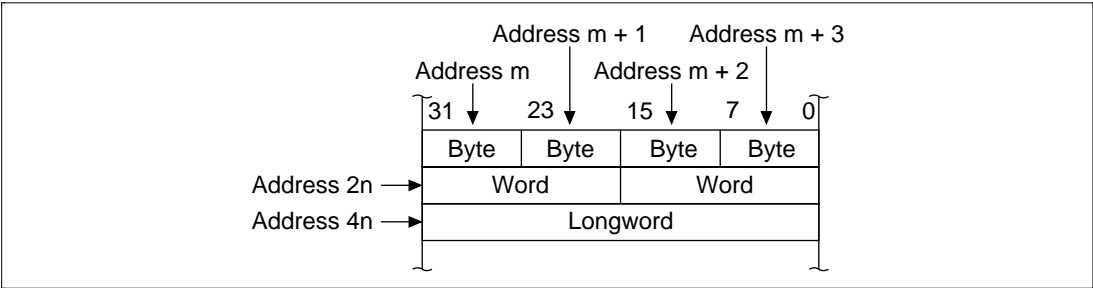 Address m + 1 Address m + 3
Address m Address m + 2
31 23 15 7 0
Byte Byte Byte Byte
Address 2n Word Word
Address 4n Longword